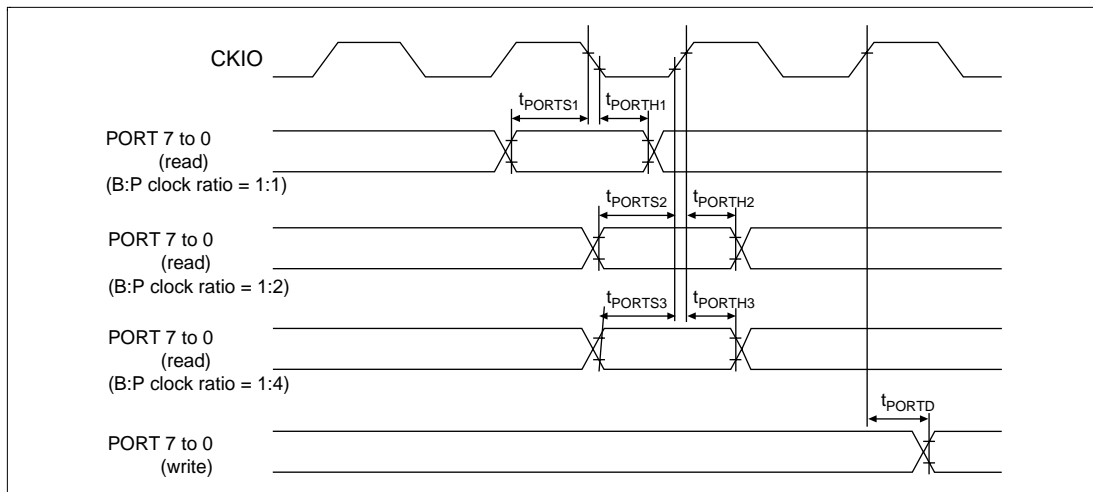 CKIO
tPORTS1
tPORTH1
PORT 7 to 0
(read)
(B:P clock ratio = 1:1)
tPORTS2
tPORTH2
PORT 7 to 0
(read)
(B:P clock ratio = 1:2)
tPORTS3
tPORTH3
PORT 7 to 0
(read)
(B:P clock ratio = 1:4)
tPORTD
PORT 7 to 0
(write)